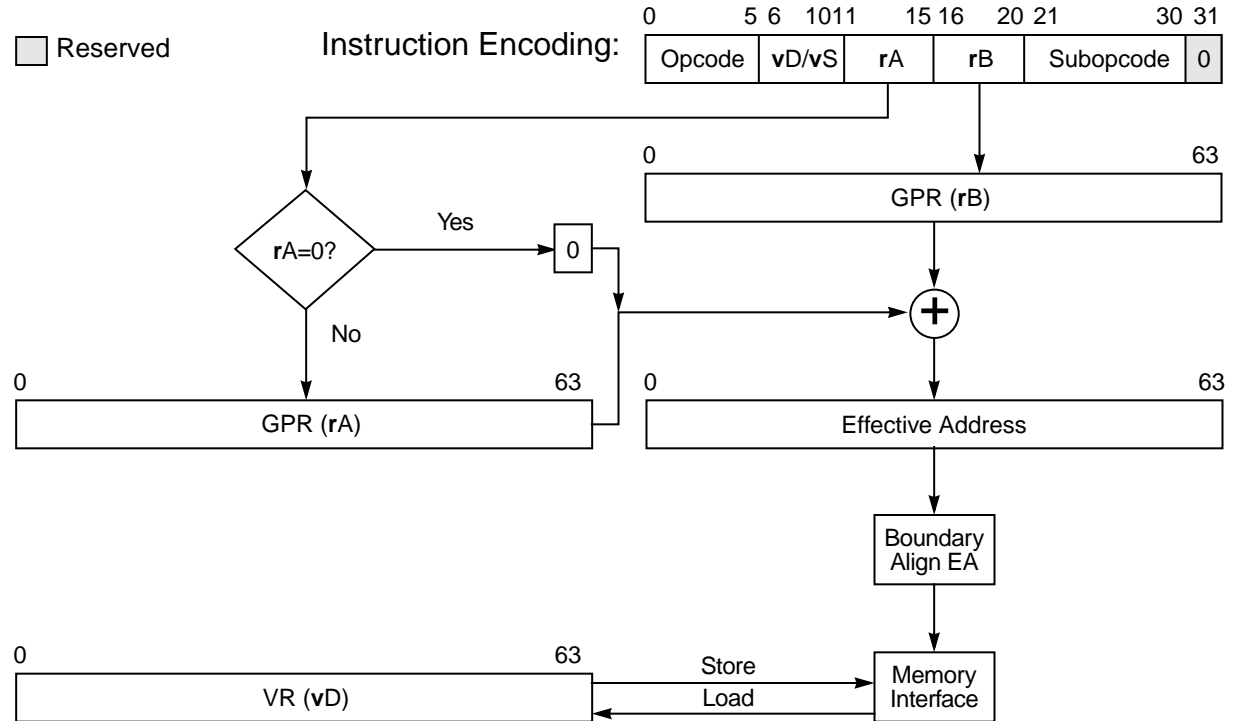 Reserved
Instruction Encoding:
0 5 6 10 11 15 16 20 21 30 31
Opcode vD/vS rA rB Subopcode 0
0 63
GPR (rB)
rA=0?
Yes
0
+
No
0 63
GPR (rA)
0 63
Effective Address
Boundary
Align EA
0 63
VR (vD)
Store
Load
Memory
Interface